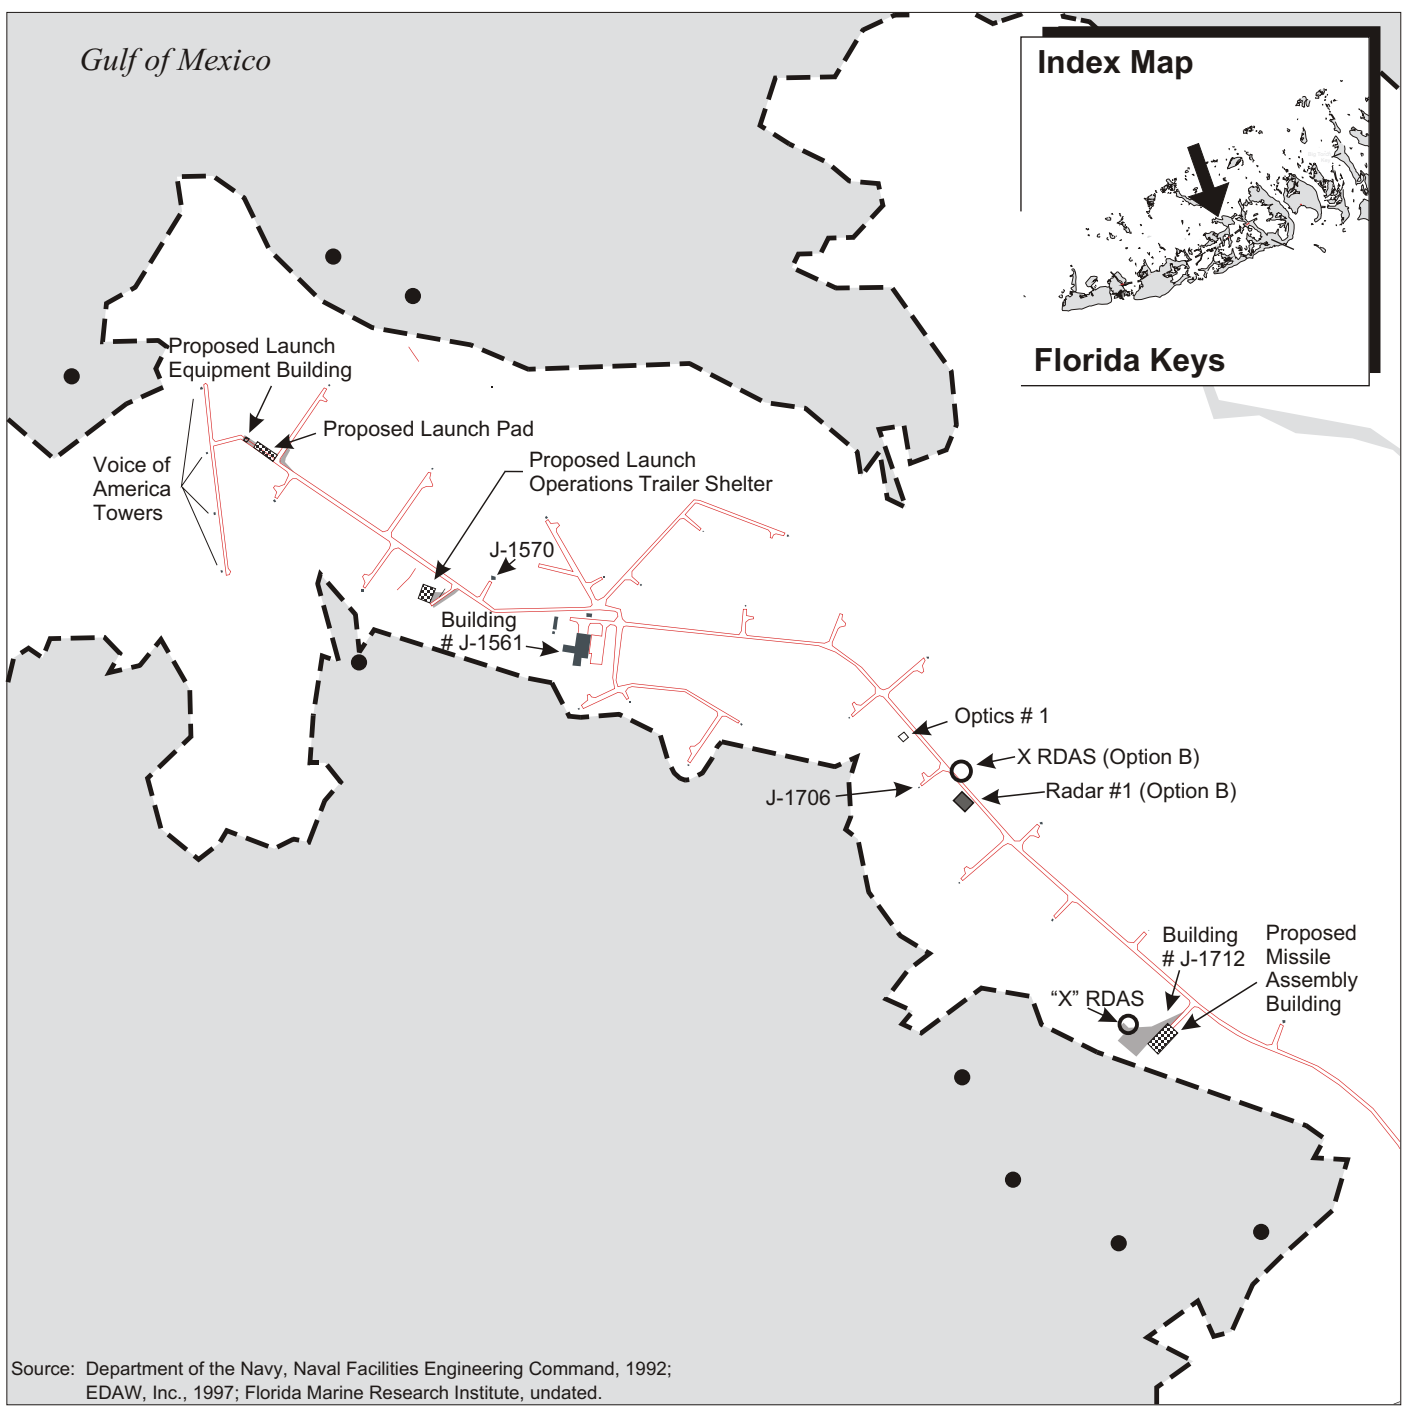 Gulf of Mexico
Index Map
Florida Keys
Proposed Launch
Equipment Building
Proposed Launch Pad
Voice of
America
Towers
Proposed Launch
Operations Trailer Shelter
J-1570
Building
# J-1561
Optics # 1
X RDAS (Option B)
Radar #1 (Option B)
J-1706
Building
# J-1712
Proposed
Missile
Assembly
Building
“X” RDAS
Source: Department of the Navy, Naval Facilities Engineering Command, 1992;
EDAW, Inc., 1997; Florida Marine Research Institute, undated.